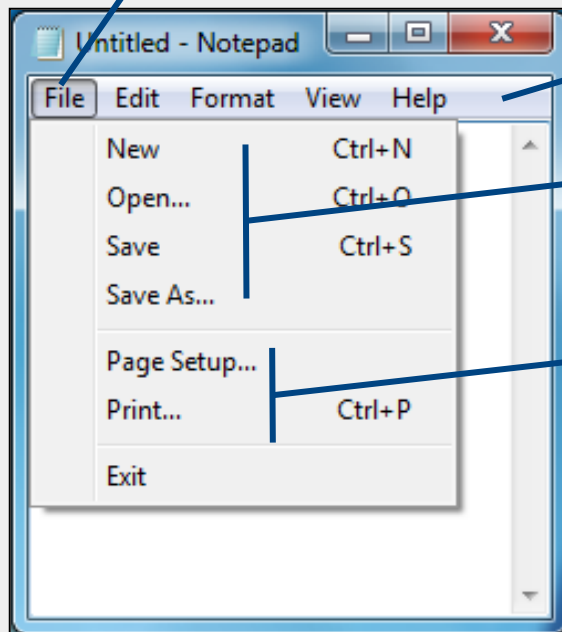 Untitled - Notepad
File Edit Format View Help
New Ctrl+N
Open... Ctrl+O
Save Ctrl+S
Save As...
Page Setup...
Print... Ctrl+P
Exit